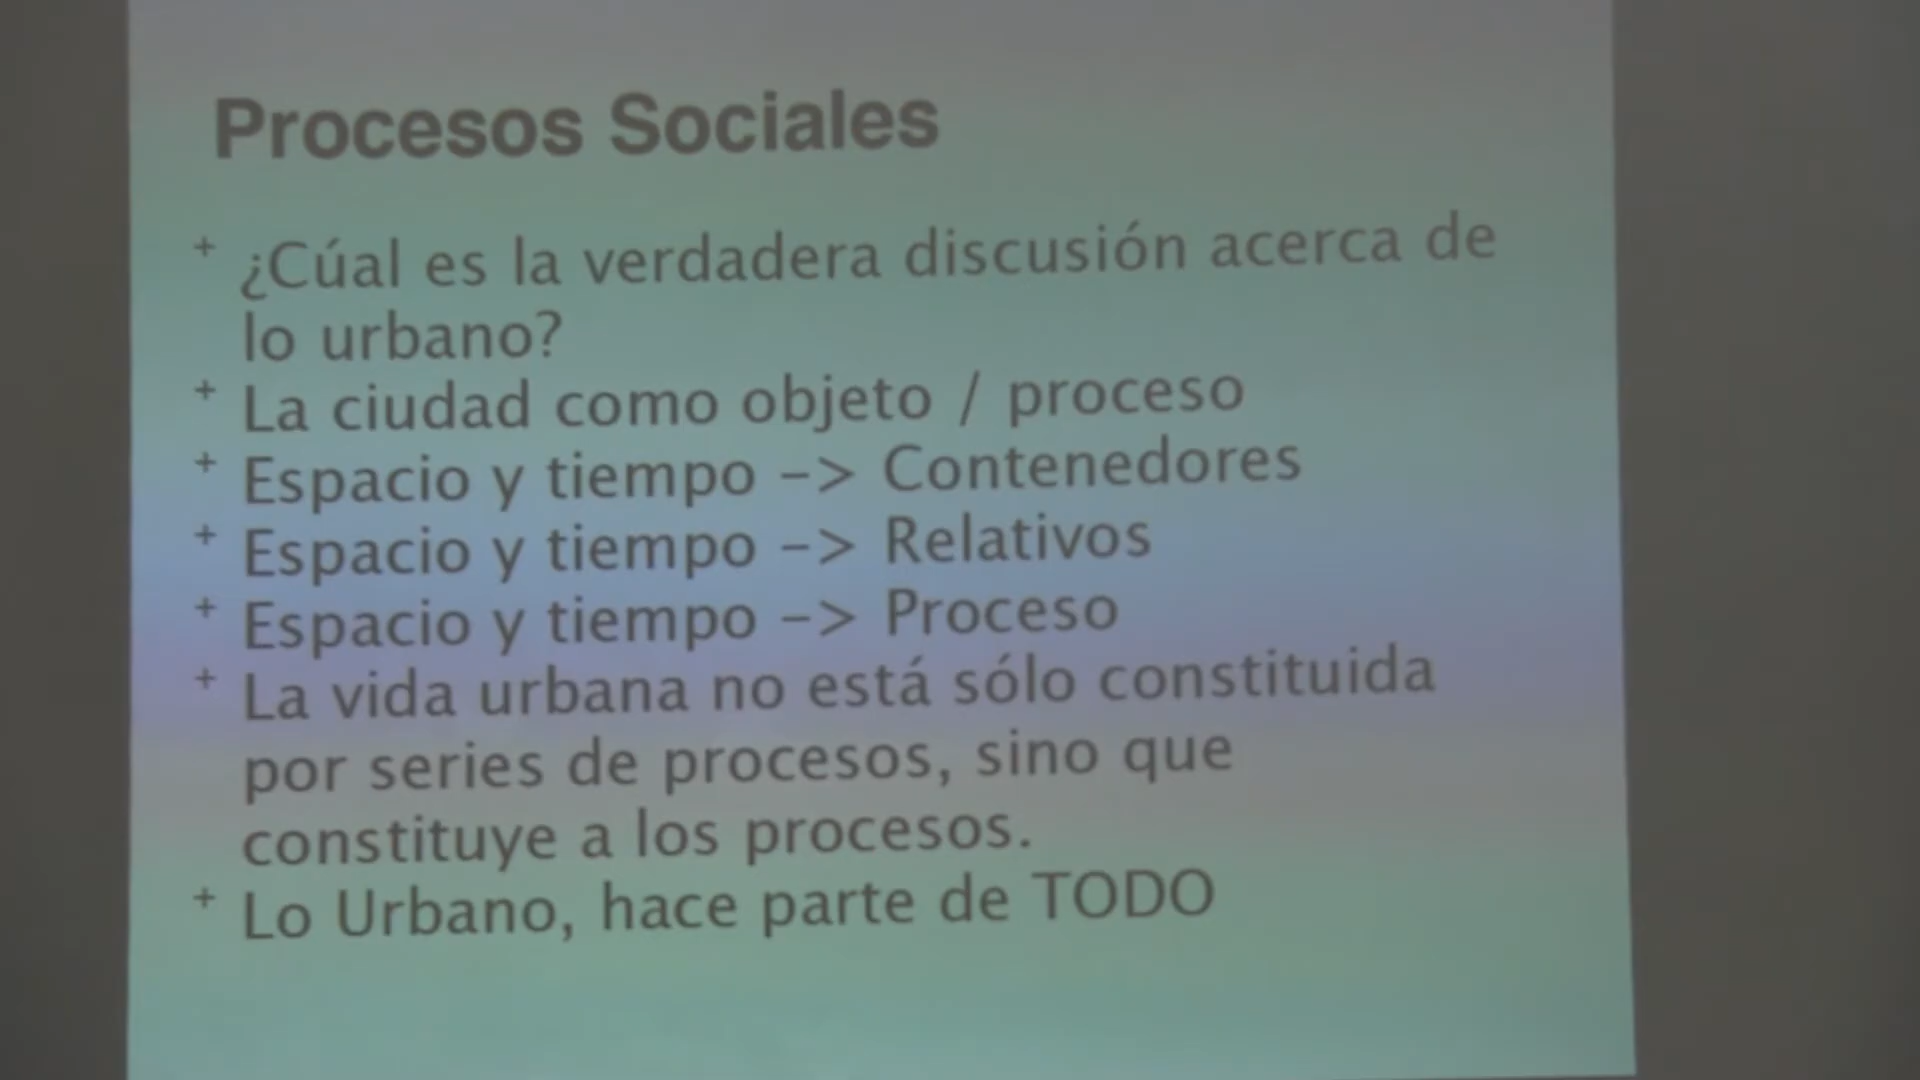 Procesos Sociales
+ ¿Cúal es la verdadera discusión acerca de
lo urbano?
+ La ciudad como objeto / proceso
+ Espacio y tiempo –> Contenedores
+ Espacio y tiempo –> Relativos
+ Espacio y tiempo –> Proceso
+ La vida urbana no está sólo constituida
por series de procesos, sino que
constituye a los procesos.
+ Lo Urbano, hace parte de TODO